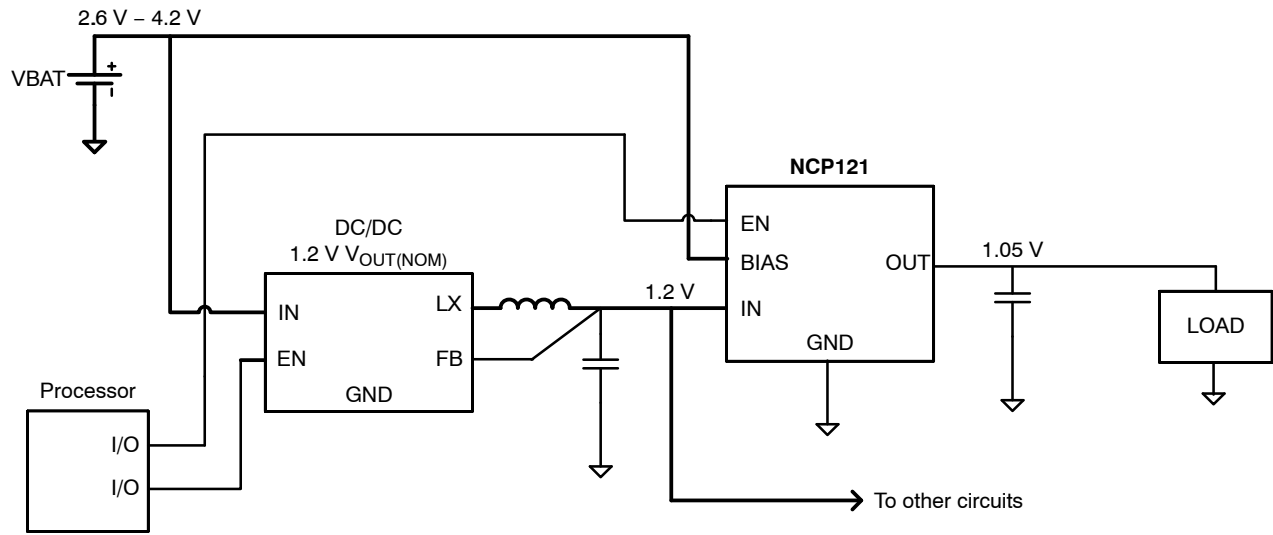 2.6 V – 4.2 V
VBAT
+
–
NCP121
EN
BIAS
IN
OUT
GND
1.05 V
LOAD
DC/DC
1.2 V VOUT(NOM)
IN
EN
LX
FB
GND
1.2 V
Processor
I/O
I/O
To other circuits